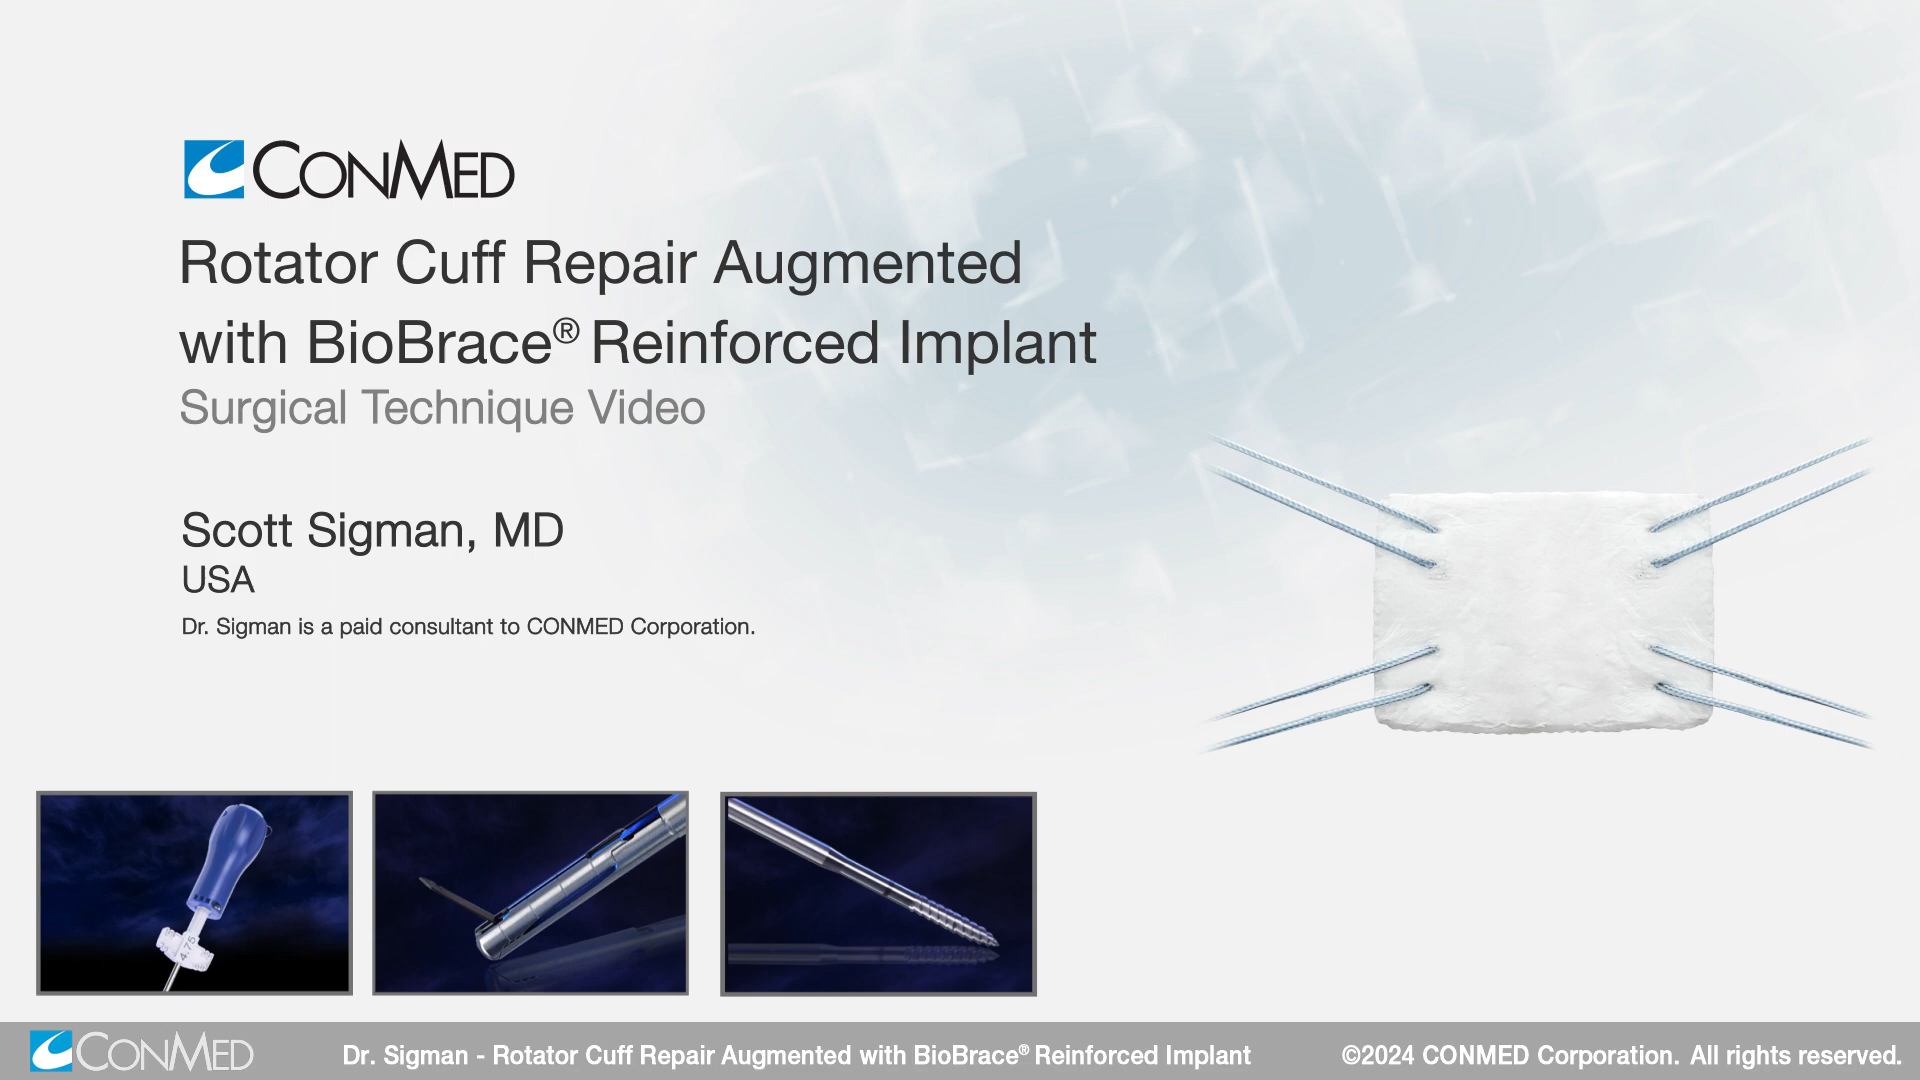 CONMED
Rotator Cuff Repair Augmented
with BioBrace® Reinforced Implant
Surgical Technique Video
Scott Sigman, MD
USA
Dr. Sigman is a paid consultant to CONMED Corporation.
4.75
CONMED
Dr. Sigman - Rotator Cuff Repair Augmented with BioBrace® Reinforced Implant
©2024 CONMED Corporation. All rights reserved.